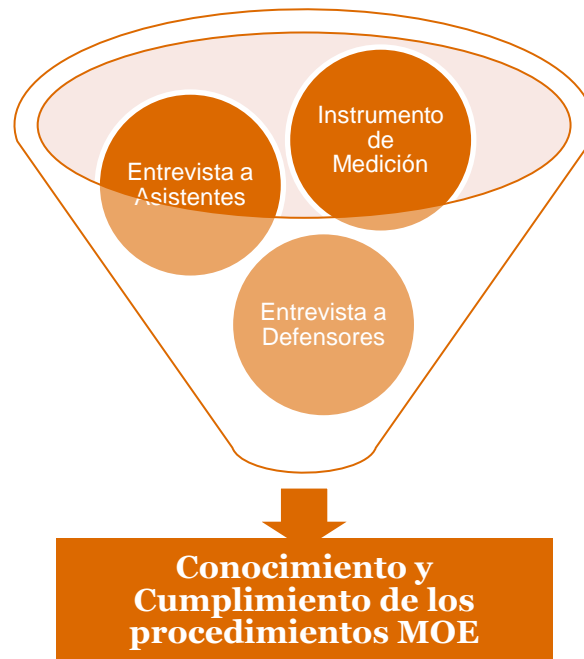 Instrumento
de
Medición
Entrevista a
Asistentes
Entrevista a
Defensores
Conocimiento y
Cumplimiento de los
procedimientos MOE